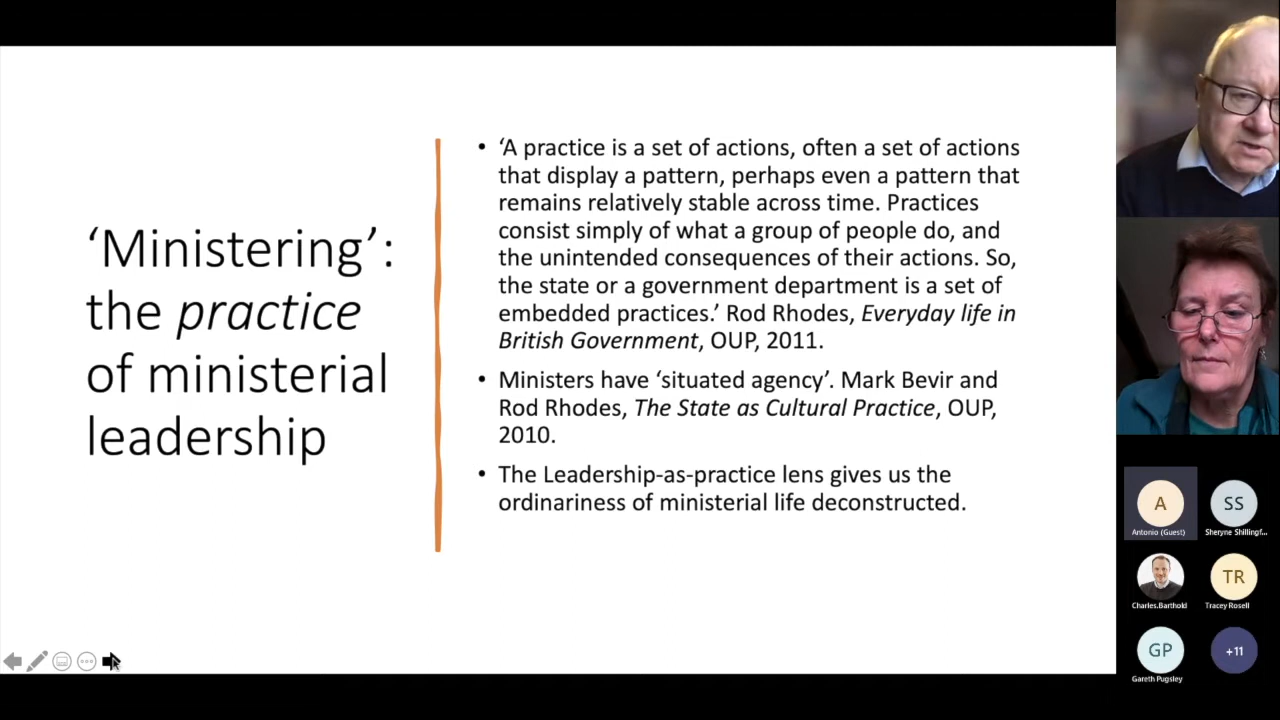 ‘Ministering’:
the practice
of ministerial
leadership
• ‘A practice is a set of actions, often a set of actions
that display a pattern, perhaps even a pattern that
remains relatively stable across time. Practices
consist simply of what a group of people do, and
the unintended consequences of their actions. So,
the state or a government department is a set of
embedded practices.’ Rod Rhodes, Everyday life in
British Government, OUP, 2011.
• Ministers have ‘situated agency’. Mark Bevir and
Rod Rhodes, The State as Cultural Practice, OUP,
2010.
• The Leadership-as-practice lens gives us the
ordinariness of ministerial life deconstructed.
A
Antonio (Guest)
SS
Sheryne Shillingf...
Charles.Barthold
TR
Tracey Rosell
GP
Gareth Pugsley
+11